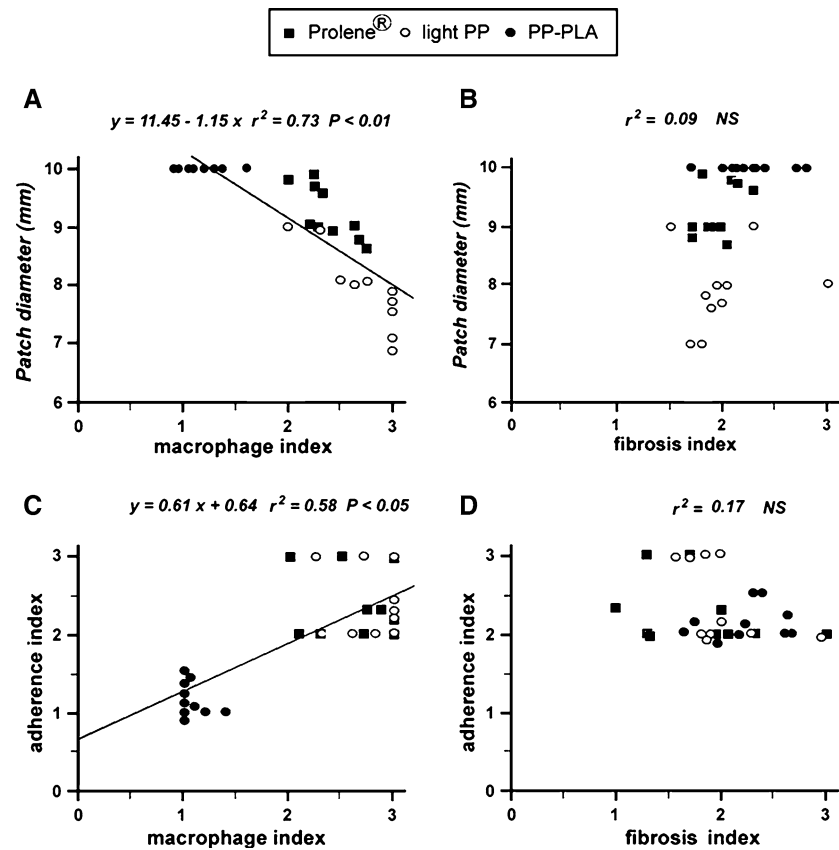 Prolene® light PP PP-PLA
A
y = 11.45 - 1.15 x r² = 0.73 P < 0.01
Patch diameter (mm)
10
9
8
7
6
0 1 2 3
macrophage index
B
r² = 0.09 NS
Patch diameter (mm)
10
9
8
7
6
0 1 2 3
fibrosis index
C
y = 0.61 x + 0.64 r² = 0.58 P < 0.05
adherence index
3
2
1
0
0 1 2 3
macrophage index
D
r² = 0.17 NS
adherence index
3
2
1
0
0 1 2 3
fibrosis index